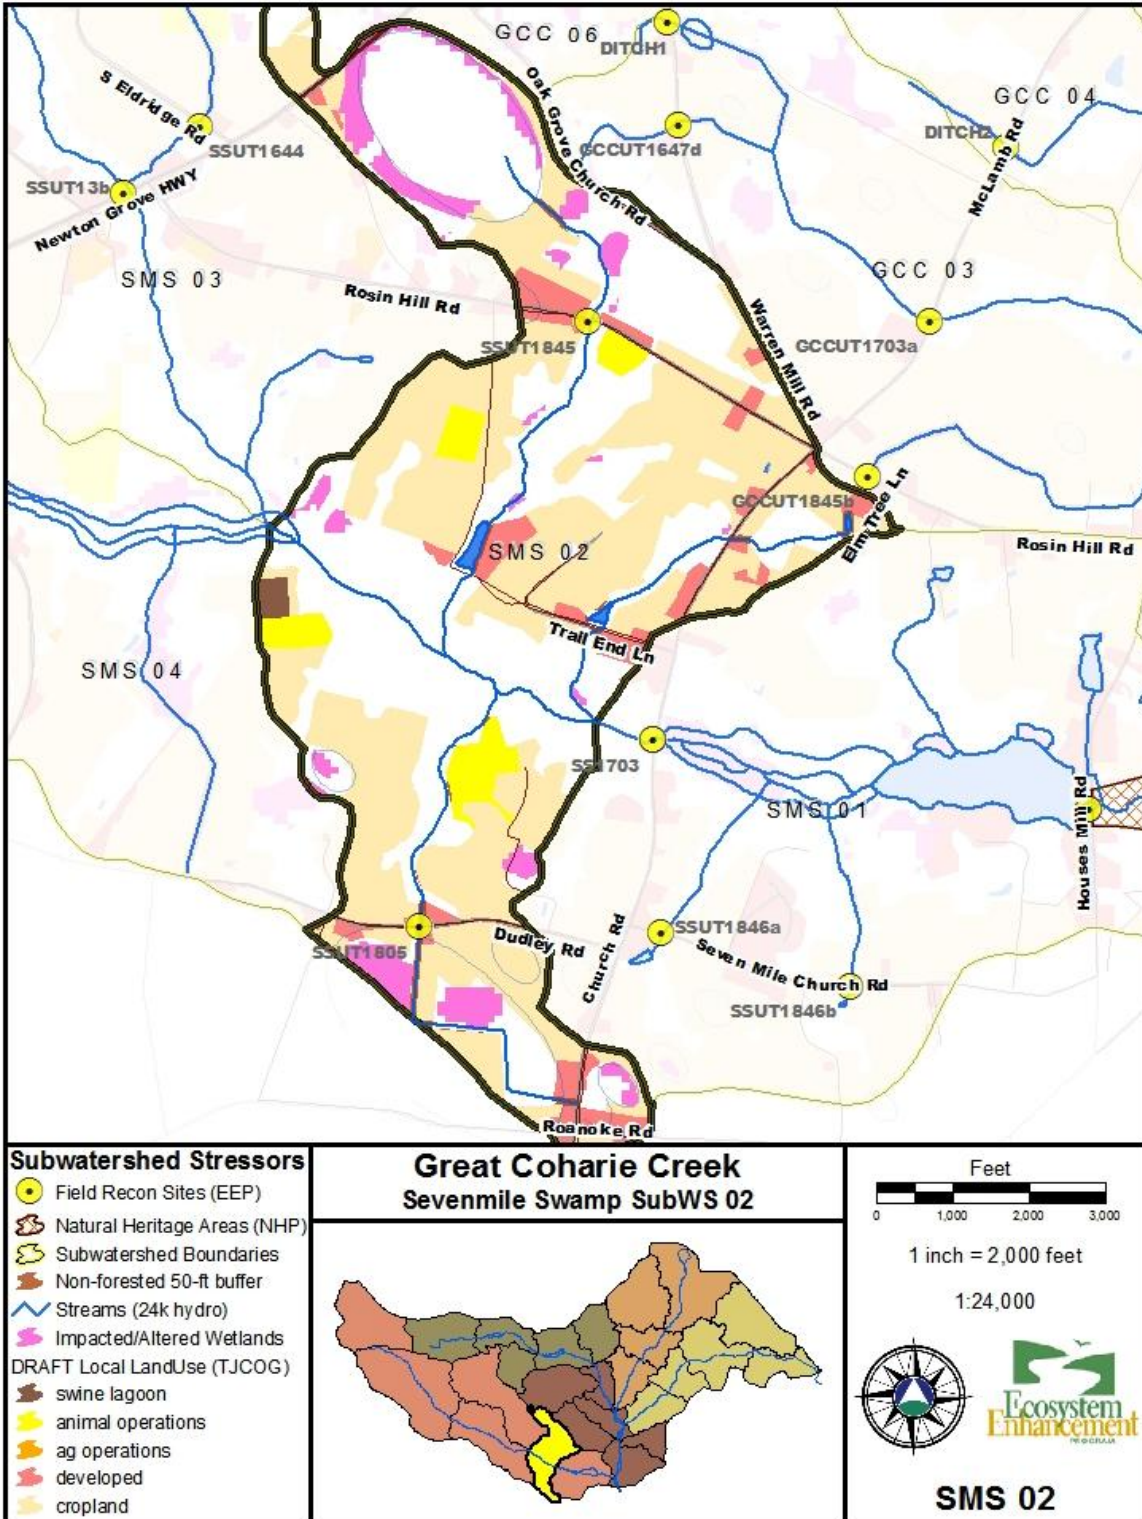 GCC 06
DITCH1
S Eldridge Rd
Oak Grove Church Rd
GCC 04
SSUT1644
GCCUT1647d
DITCH2
McLamb Rd
SSUT13b
Newton Grove HWY
SMS 03
GCC 03
Rosin Hill Rd
Warren Mill Rd
SSUT1845
GCCUT1703a
GCCUT1845b
Elm Tree Ln
SMS 02
Rosin Hill Rd
Trail End Ln
SMS 04
SS1703
SMS 01
Houses Mill Rd
SSUT1846a
Dudley Rd
SSUT1805
Church Rd
Seven Mile Church Rd
SSUT1846b
Roanoke Rd
Subwatershed Stressors
Field Recon Sites (EEP)
Natural Heritage Areas (NHP)
Subwatershed Boundaries
Non-forested 50-ft buffer
Streams (24k hydro)
Impacted/Altered Wetlands
DRAFT Local LandUse (TJCOG)
swine lagoon
animal operations
ag operations
developed
cropland
Great Coharie Creek
Sevenmile Swamp SubWS 02
Feet
0 1,000 2,000 3,000
1 inch = 2,000 feet
1:24,000
Ecosystem
Enhancement
PROGRAM
SMS 02